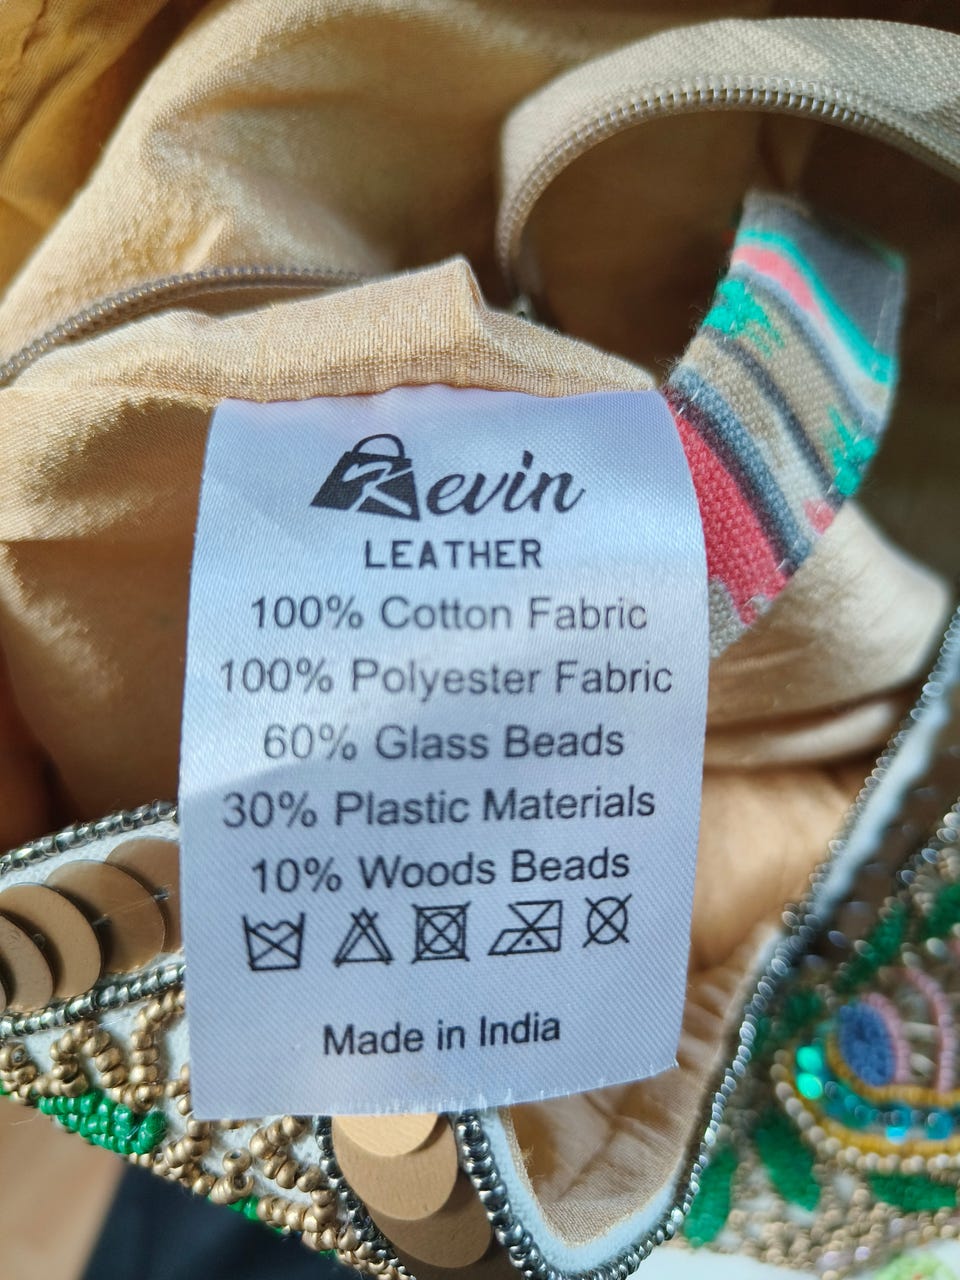 Kevin
LEATHER
100% Cotton Fabric
100% Polyester Fabric
60% Glass Beads
30% Plastic Materials
10% Woods Beads
Made in India